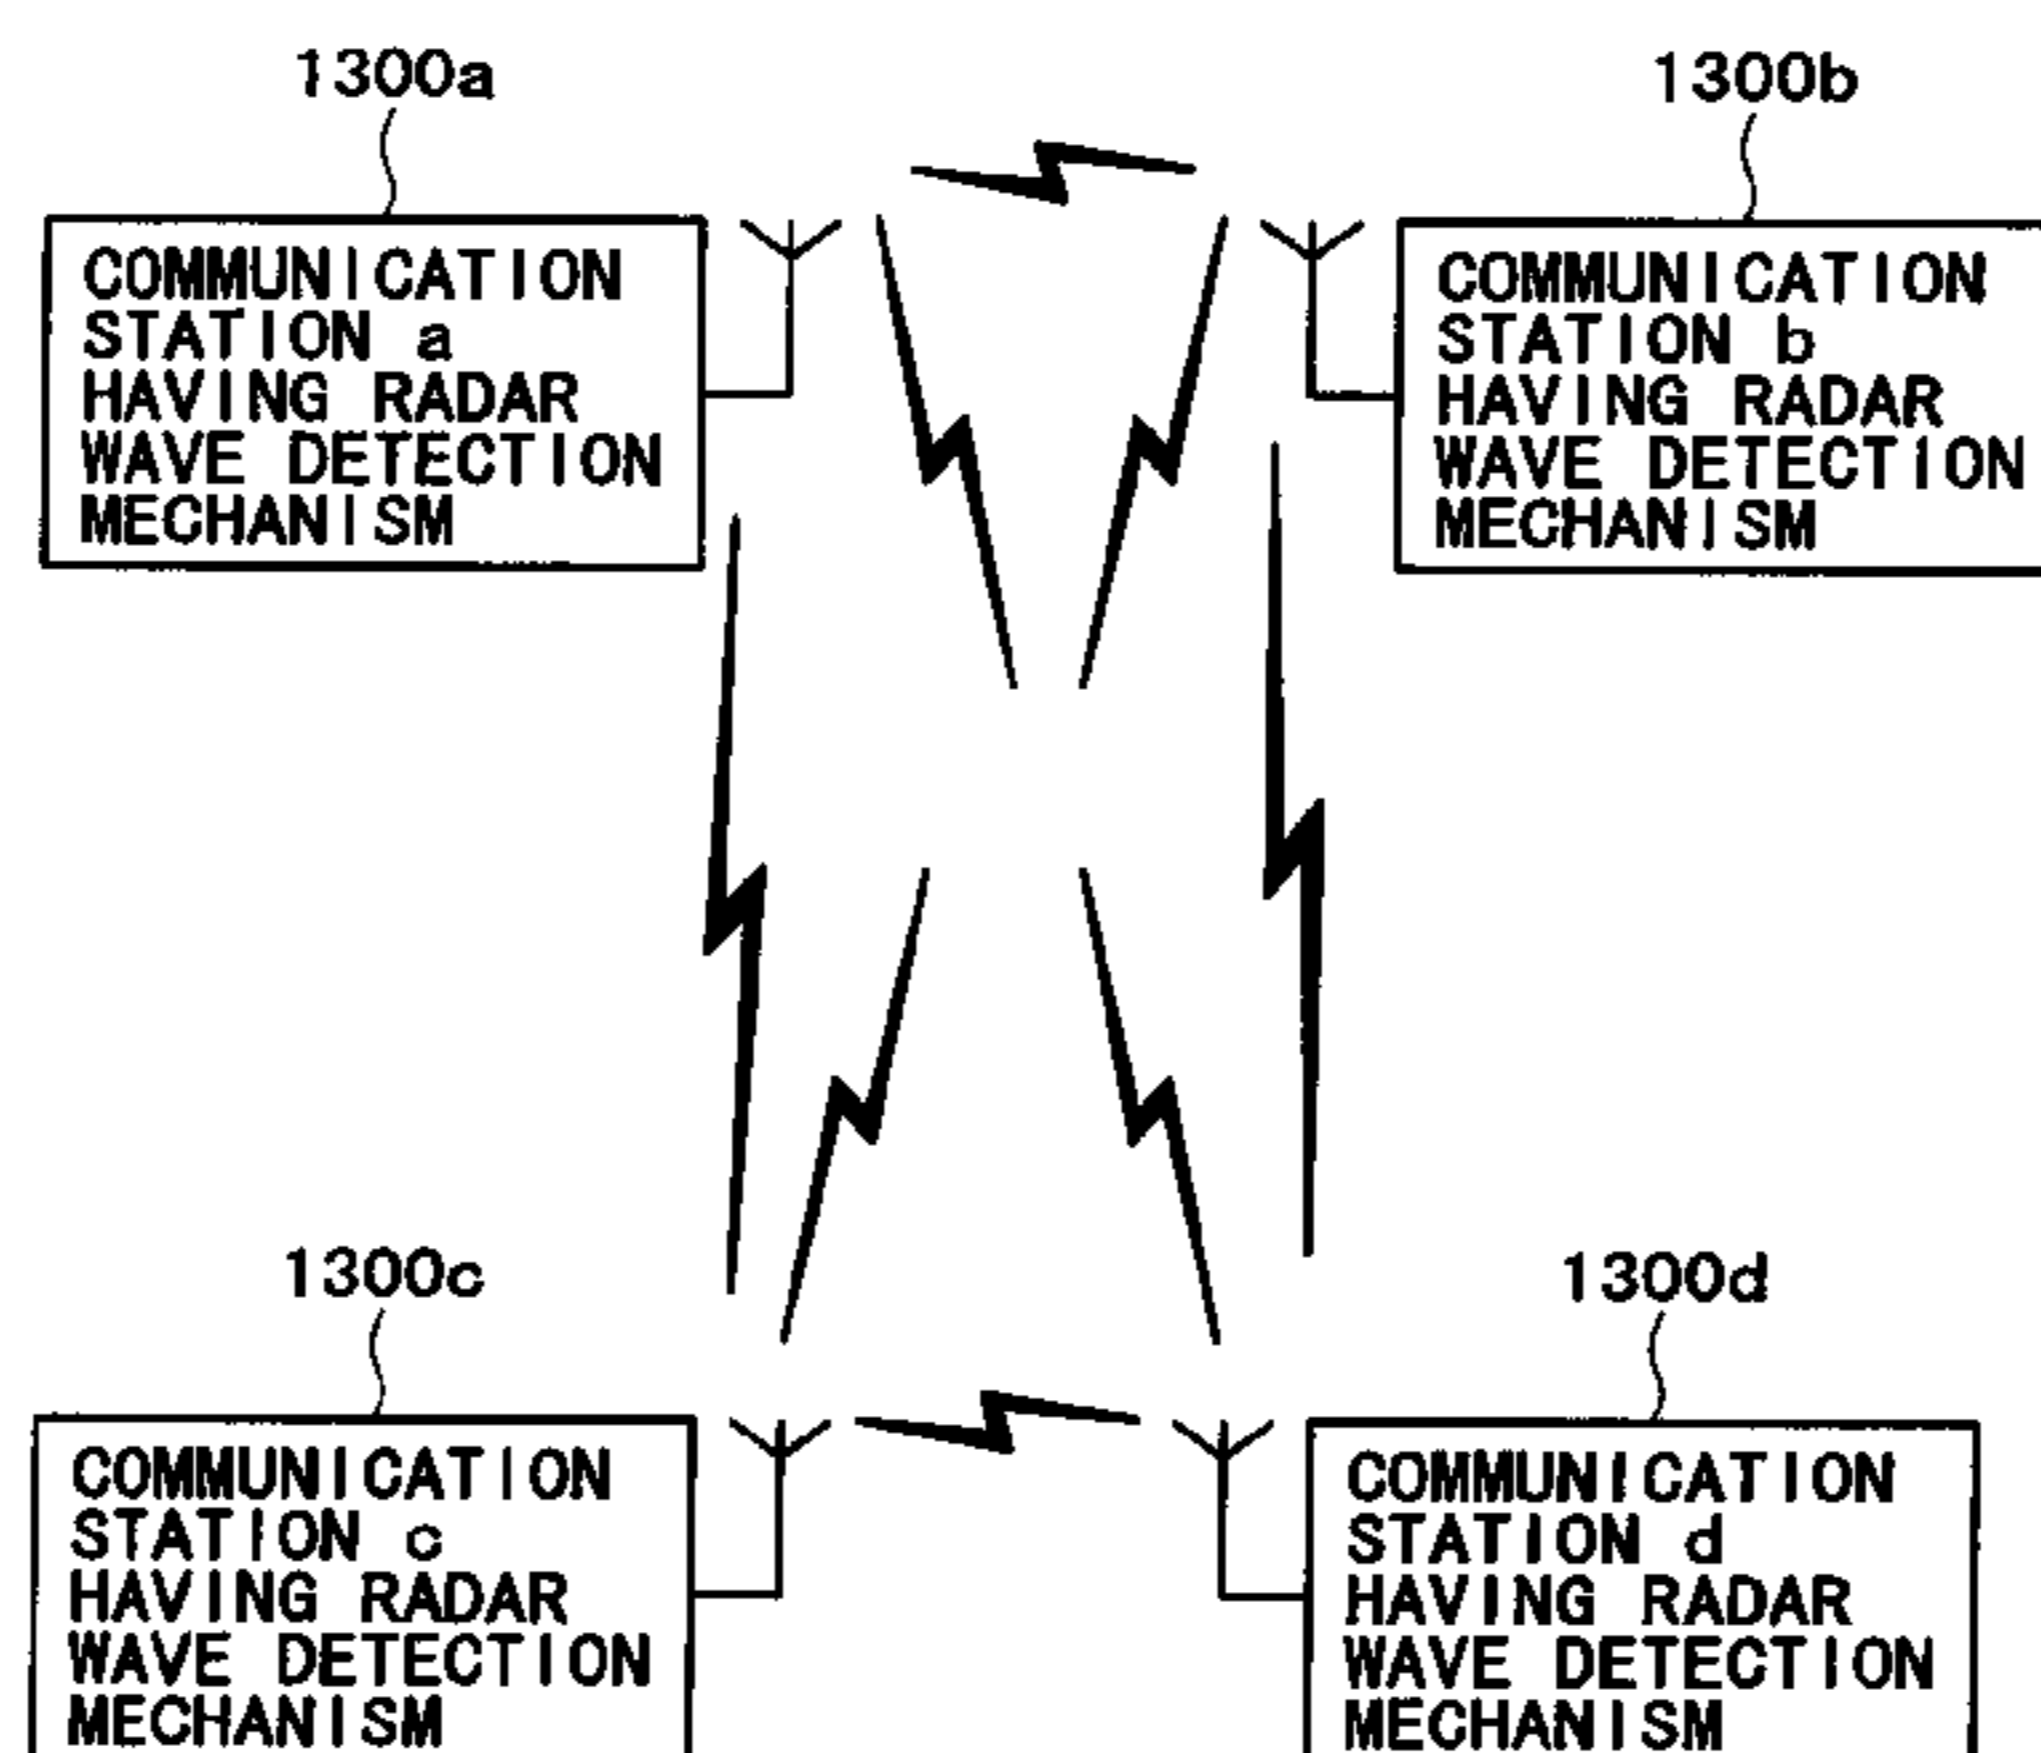 1300a
COMMUNICATION
STATION a
HAVING RADAR
WAVE DETECTION
MECHANISM
1300b
COMMUNICATION
STATION b
HAVING RADAR
WAVE DETECTION
MECHANISM
1300c
COMMUNICATION
STATION c
HAVING RADAR
WAVE DETECTION
MECHANISM
1300d
COMMUNICATION
STATION d
HAVING RADAR
WAVE DETECTION
MECHANISM